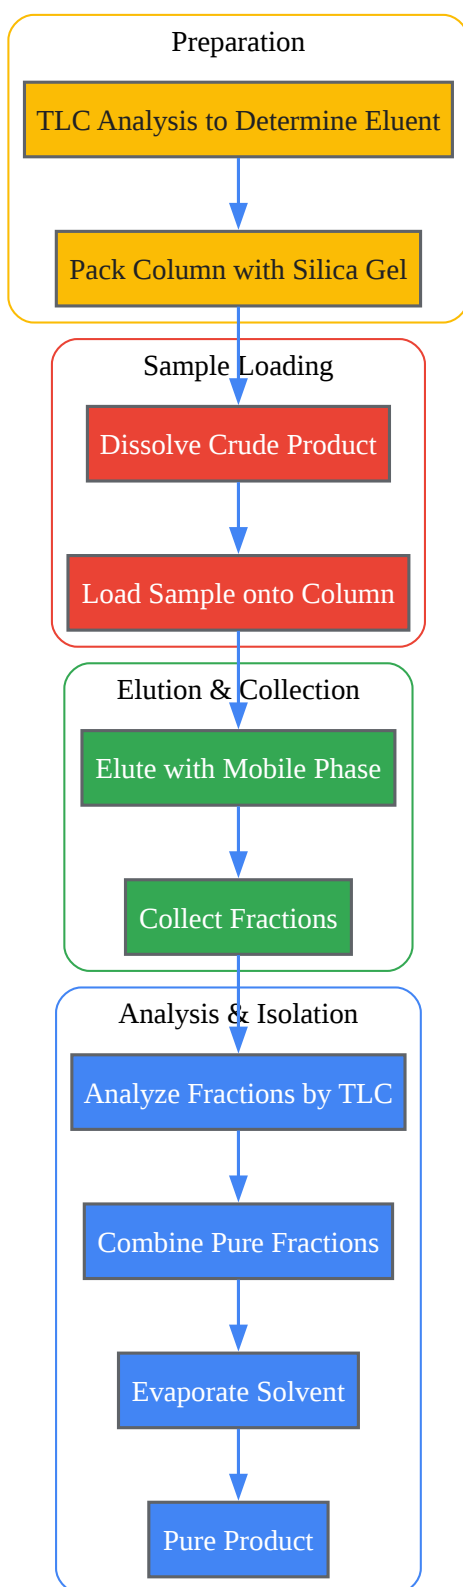 Preparation
TLC Analysis to Determine Eluent
Pack Column with Silica Gel
Sample Loading
Dissolve Crude Product
Load Sample onto Column
Elution & Collection
Elute with Mobile Phase
Collect Fractions
Analysis & Isolation
Analyze Fractions by TLC
Combine Pure Fractions
Evaporate Solvent
Pure Product